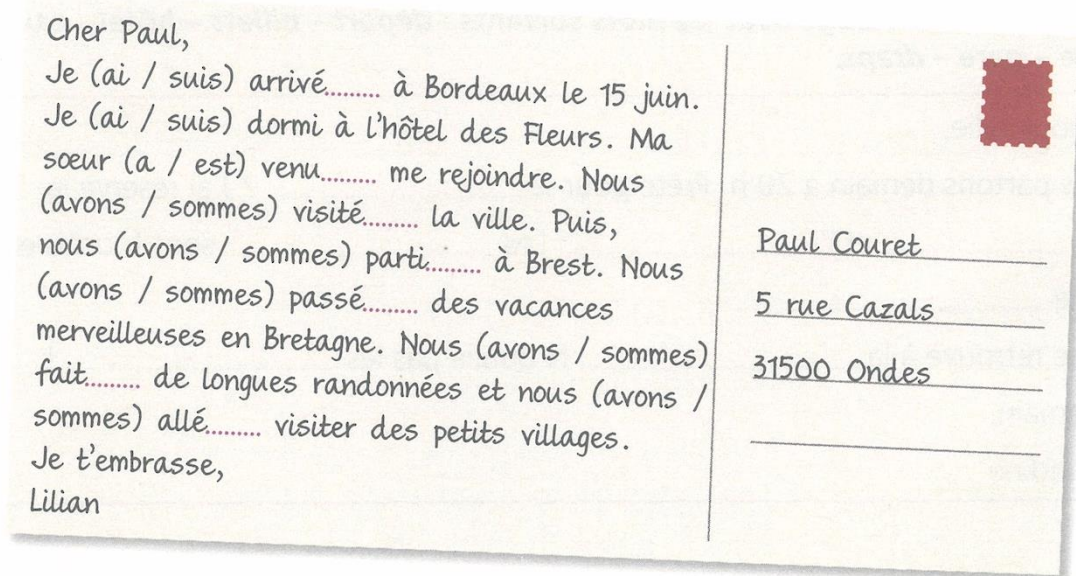 Cher Paul,
Je (ai / suis) arrivé......... à Bordeaux le 15 juin.
Je (ai / suis) dormi à l'hôtel des Fleurs. Ma
sœur (a / est) venu......... me rejoindre. Nous
(avons / sommes) visité......... la ville. Puis,
nous (avons / sommes) parti......... à Brest. Nous
(avons / sommes) passé......... des vacances
merveilleuses en Bretagne. Nous (avons / sommes)
fait......... de longues randonnées et nous (avons /
sommes) allé......... visiter des petits villages.
Je t'embrasse,
Lilian
Paul Couret
5 rue Cazals
31500 Ondes